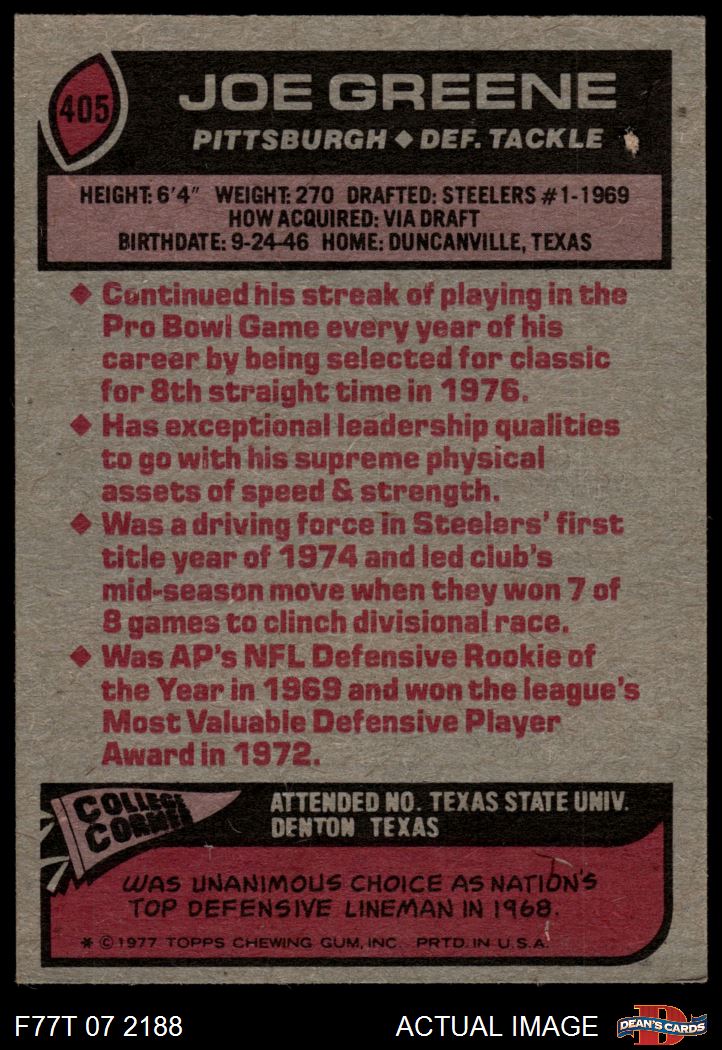 405
JOE GREENE
PITTSBURGH ◆ DEF. TACKLE
HEIGHT: 6'4" WEIGHT: 270 DRAFTED: STEELERS #1-1969
HOW ACQUIRED: VIA DRAFT
BIRTHDATE: 9-24-46 HOME: DUNCANVILLE, TEXAS
◆ Continued his streak of playing in the
Pro Bowl Game every year of his
career by being selected for classic
for 8th straight time in 1976.
◆ Has exceptional leadership qualities
to go with his supreme physical
assets of speed & strength.
◆ Was a driving force in Steelers' first
title year of 1974 and led club's
mid-season move when they won 7 of
8 games to clinch divisional race.
◆ Was AP's NFL Defensive Rookie of
the Year in 1969 and won the league's
Most Valuable Defensive Player
Award in 1972.
COLLEGE
CORNER
ATTENDED NO. TEXAS STATE UNIV.
DENTON TEXAS
WAS UNANIMOUS CHOICE AS NATION'S
TOP DEFENSIVE LINEMAN IN 1968.
* © 1977 TOPPS CHEWING GUM, INC. PRTD. IN U.S.A.
F77T 07 2188 ACTUAL IMAGE
D
DEAN'S CARDS